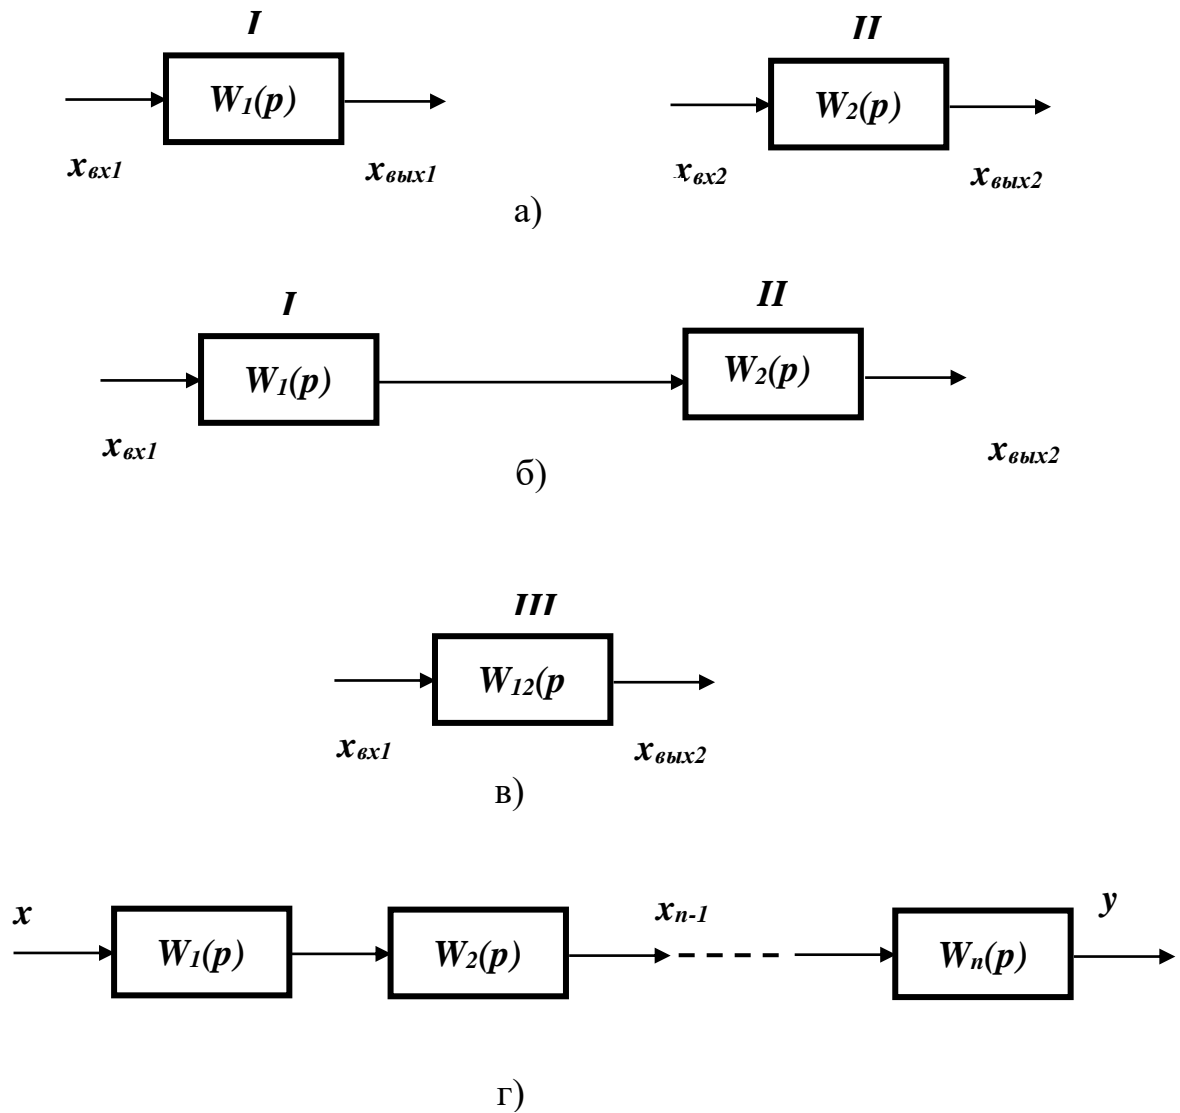 I II
W1(p) W2(p)
xвх1 xвых1 xвх2 xвых2
а)
I II
W1(p) W2(p)
xвх1 xвых2
б)
III
W12(p
xвх1 xвых2
в)
x xn-1 y
W1(p) W2(p) Wn(p)
г)